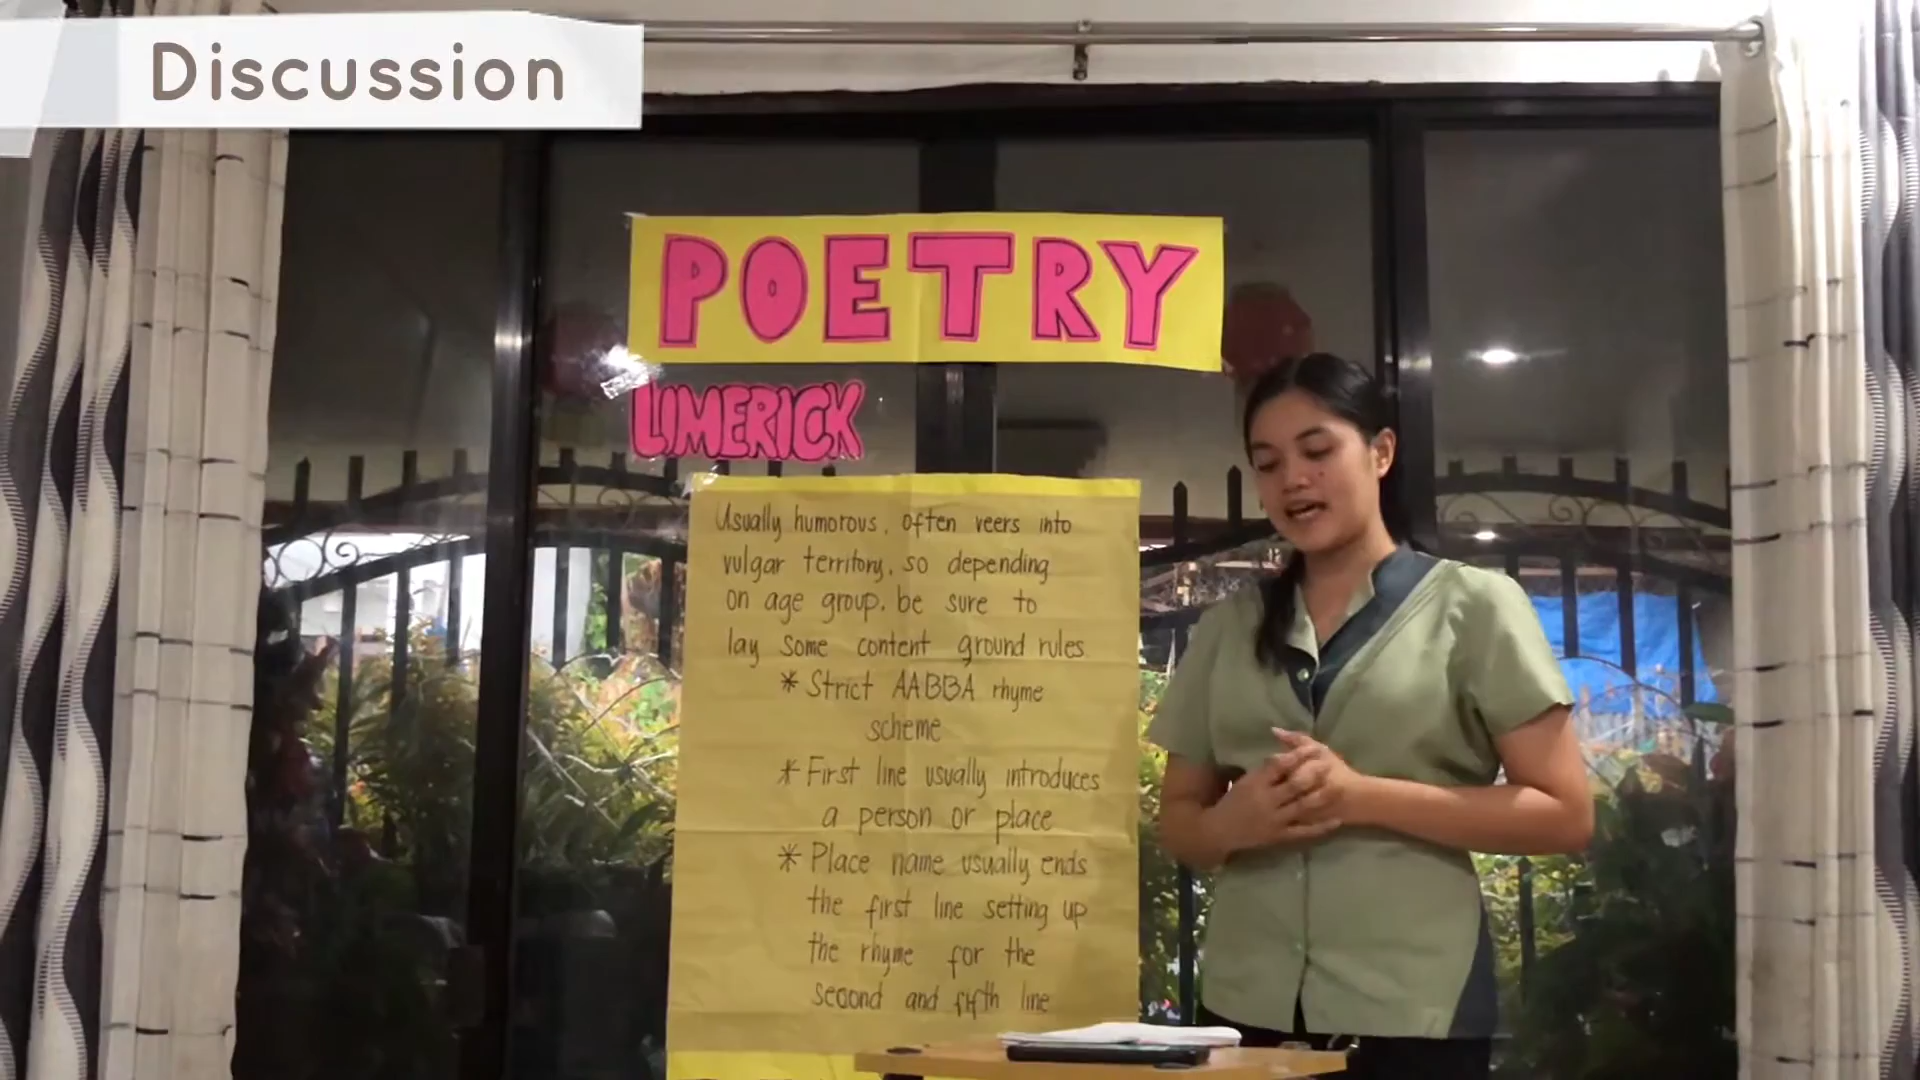 Discussion
POETRY
LIMERICK
Usually humorous, often veers into
vulgar territory, so depending
on age group, be sure to
lay some content ground rules
* Strict AABBA rhyme
scheme
* First line usually introduces
a person or place
* Place name usually ends
the first line setting up
the rhyme for the
second and fifth line